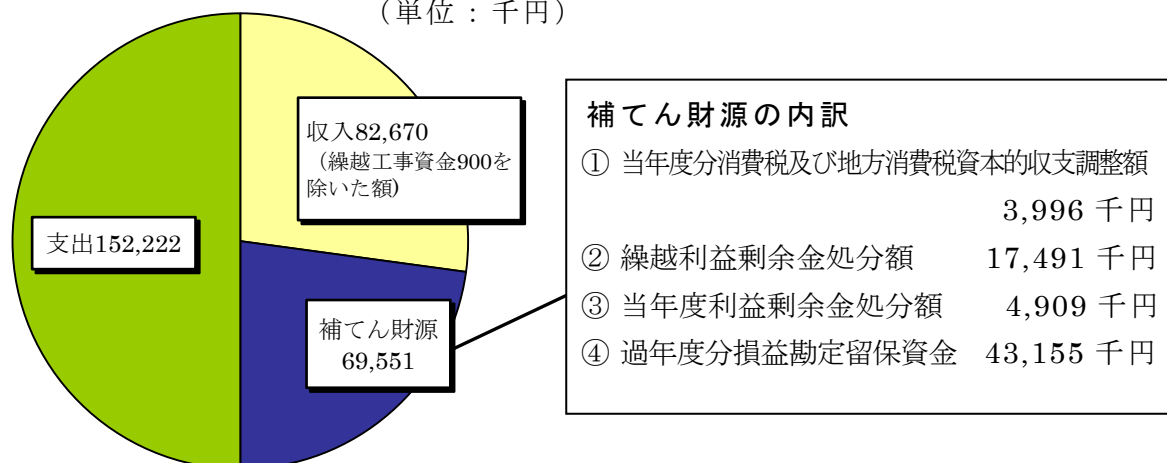 （単位：千円）
収入82,670
（繰越工事資金900を
除いた額)
支出152,222
補てん財源
69,551
補てん財源の内訳
① 当年度分消費税及び地方消費税資本的収支調整額
3,996 千円
② 繰越利益剰余金処分額 17,491 千円
③ 当年度利益剰余金処分額 4,909 千円
④ 過年度分損益勘定留保資金 43,155 千円